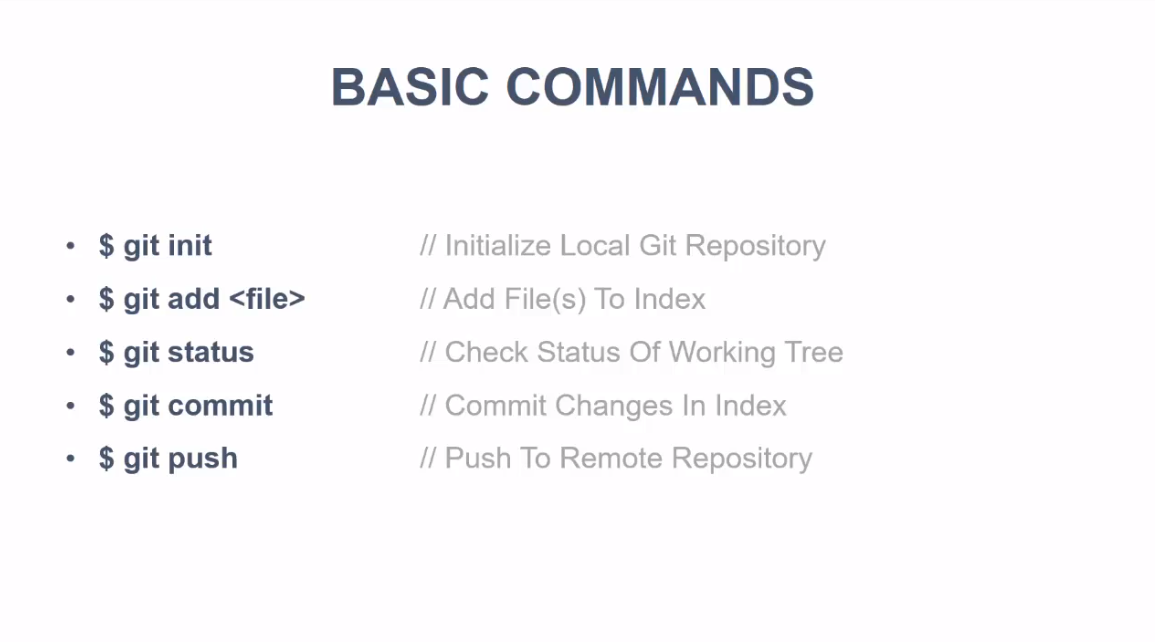 BASIC COMMANDS
• $ git init // Initialize Local Git Repository
• $ git add <file> // Add File(s) To Index
• $ git status // Check Status Of Working Tree
• $ git commit // Commit Changes In Index
• $ git push // Push To Remote Repository